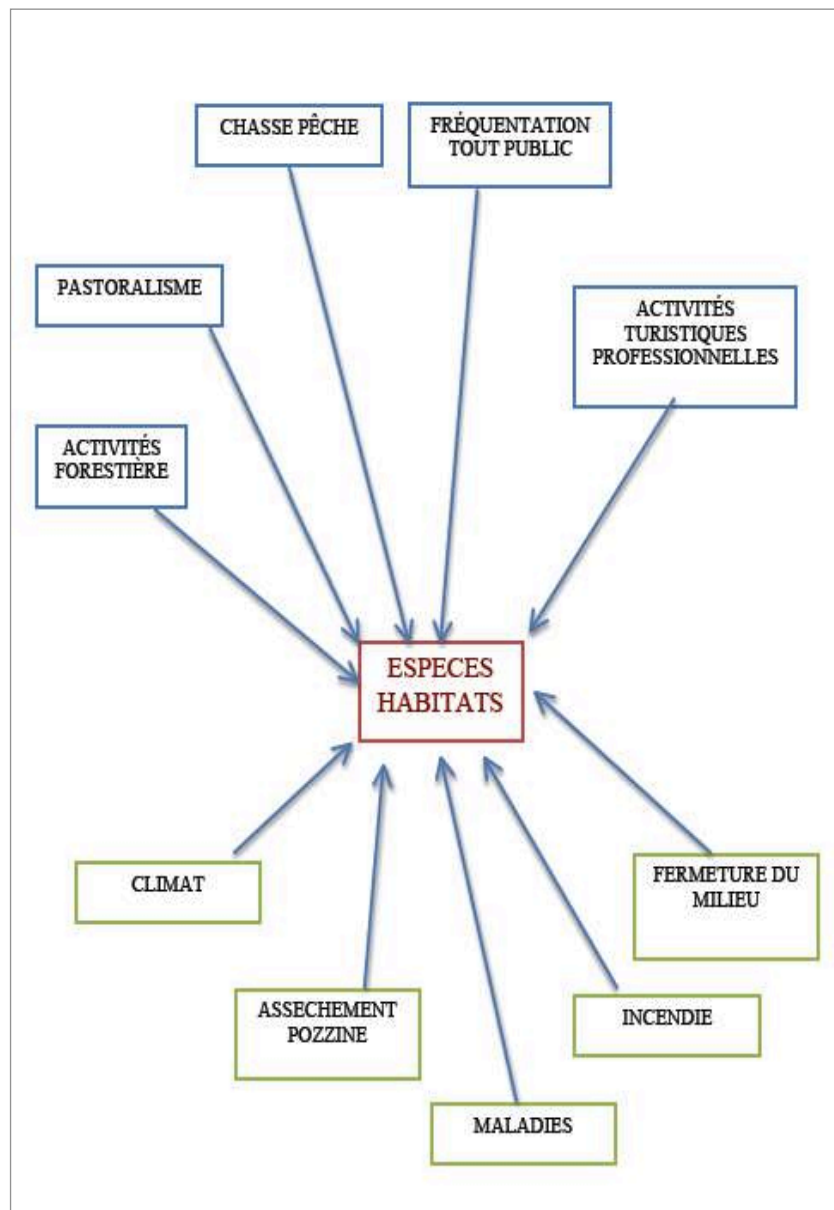 CHASSE PÊCHE
FRÉQUENTATION
TOUT PUBLIC
PASTORALISME
ACTIVITÉS
TURISTIQUES
PROFESSIONNELLES
ACTIVITÉS
FORESTIÈRE
ESPECES
HABITATS
CLIMAT
FERMETURE DU
MILIEU
ASSECHEMENT
POZZINE
INCENDIE
MALADIES